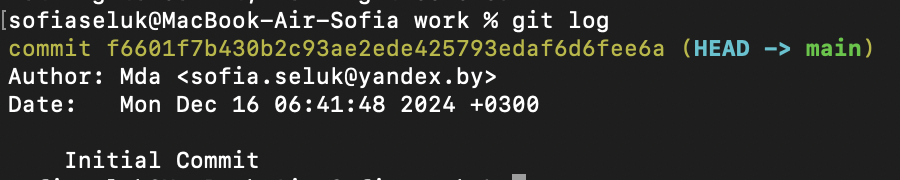 [sofiaseluk@MacBook-Air-Sofia work % git log
commit f6601f7b430b2c93ae2ede425793edaf6d6fee6a (HEAD -> main)
Author: Mda <sofia.seluk@yandex.by>
Date:   Mon Dec 16 06:41:48 2024 +0300
Initial Commit